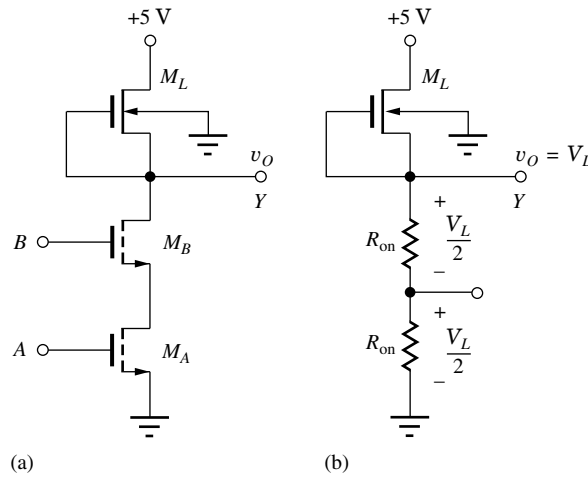 +5 V
M_L
v_O
Y
B
M_B
A
M_A
(a)
+5 V
M_L
v_O = V_L
Y
+
R_on
V_L
2
–
+
R_on
V_L
2
–
(b)